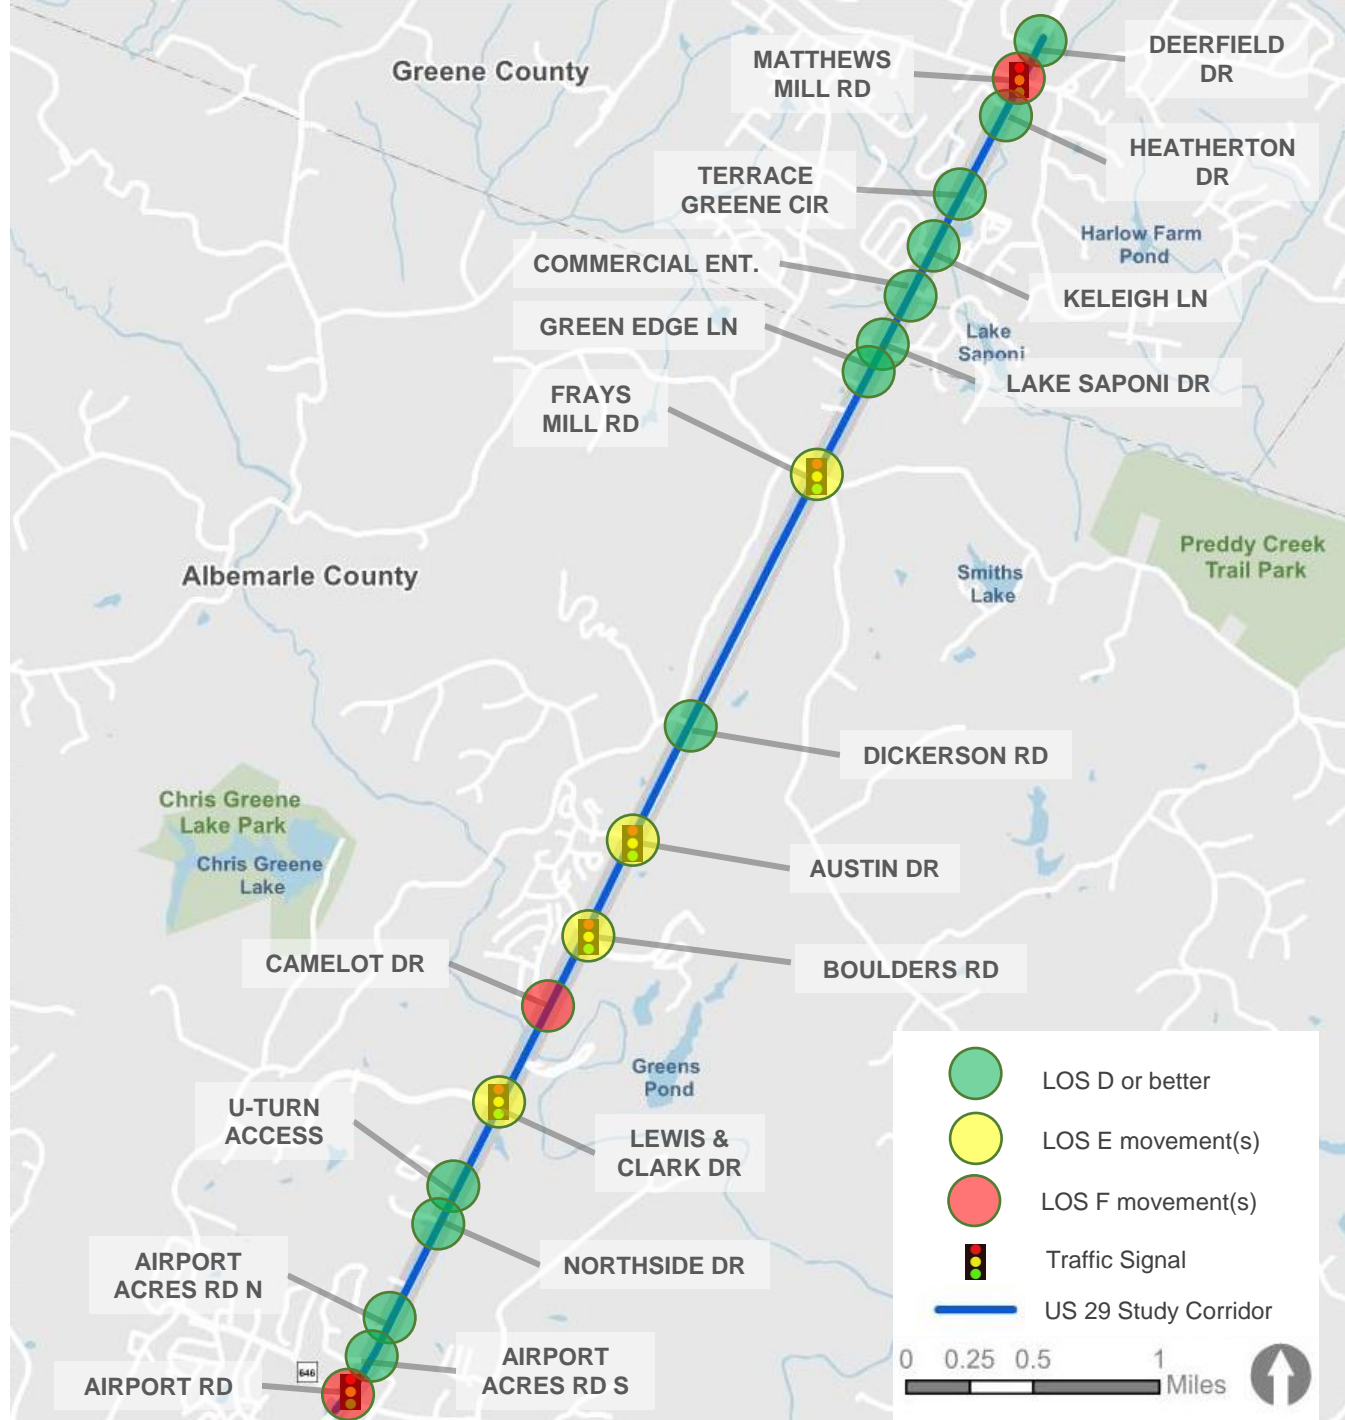 DEERFIELD
DR
MATTHEWS
MILL RD
Greene County
HEATHERTON
DR
TERRACE
GREENE CIR
Harlow Farm
Pond
COMMERCIAL ENT.
KELEIGH LN
GREEN EDGE LN
Lake
Saponi
LAKE SAPONI DR
FRAYS
MILL RD
Preddy Creek
Trail Park
Albemarle County
Smiths
Lake
DICKERSON RD
Chris Greene
Lake Park
Chris Greene
Lake
AUSTIN DR
CAMELOT DR
BOULDERS RD
Greens
Pond
U-TURN
ACCESS
LEWIS &
CLARK DR
NORTHSIDE DR
AIRPORT
ACRES RD N
646
AIRPORT RD
AIRPORT
ACRES RD S
LOS D or better
LOS E movement(s)
LOS F movement(s)
Traffic Signal
US 29 Study Corridor
0 0.25 0.5 1
Miles